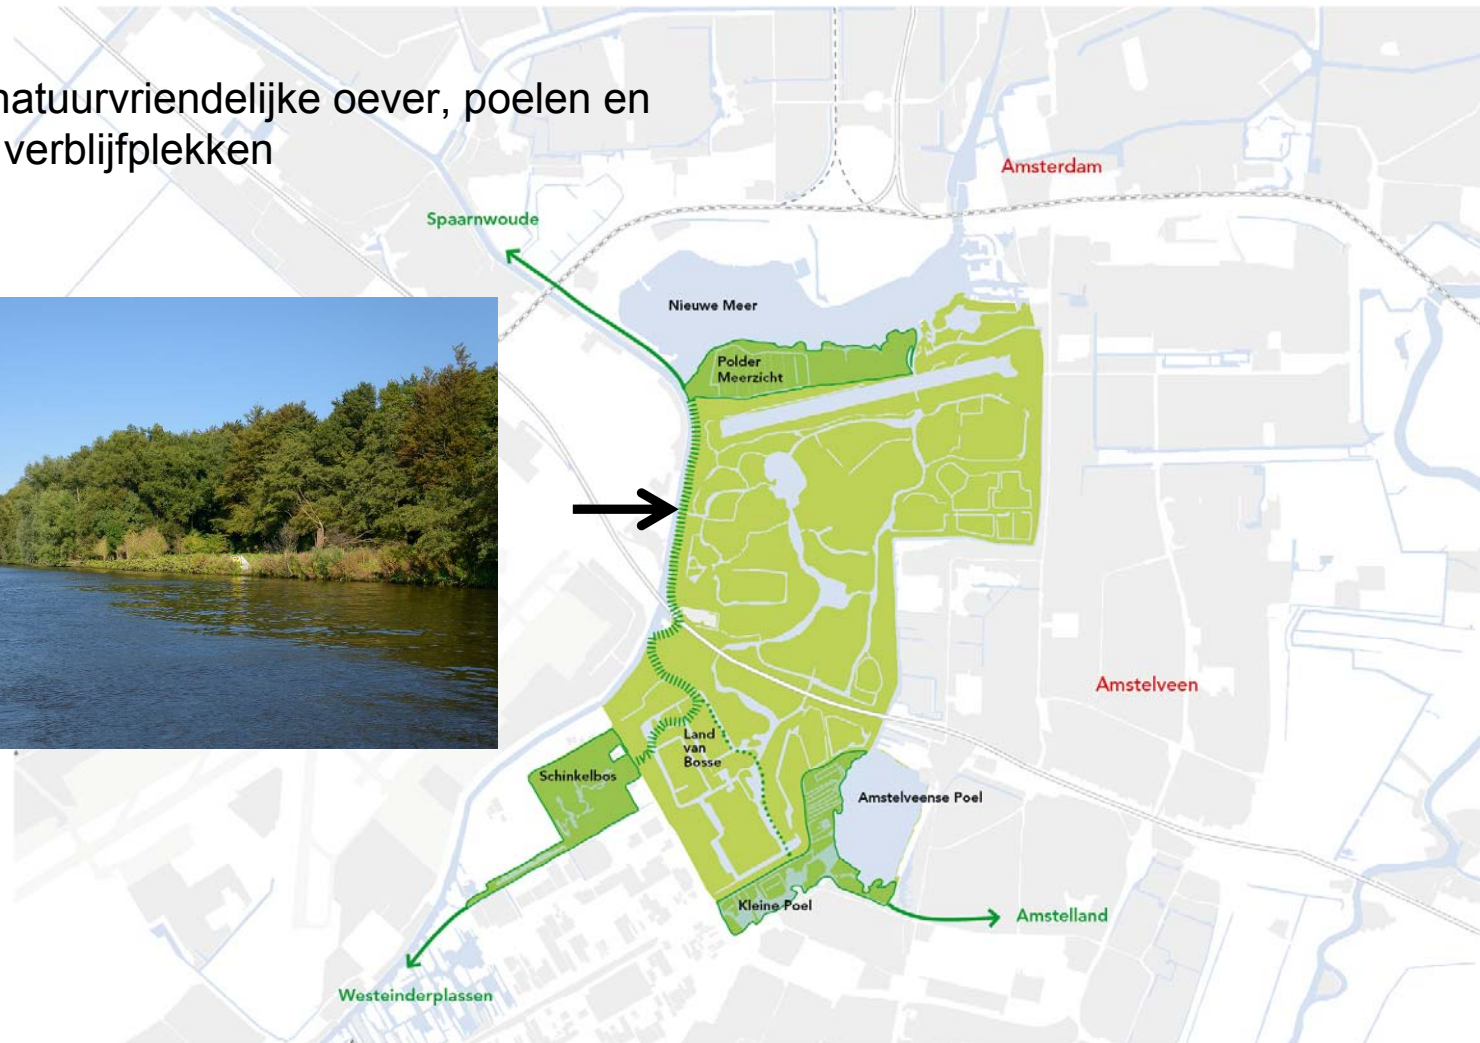 natuurvriendelijke oever, poelen en
verblijfplekken
Amsterdam
Spaarnwoude
Nieuwe Meer
Polder
Meerzicht
Amstelveen
Land
van
Bosse
Schinkelbos
Amstelveense Poel
Kleine Poel
Amstelland
Westeinderplassen